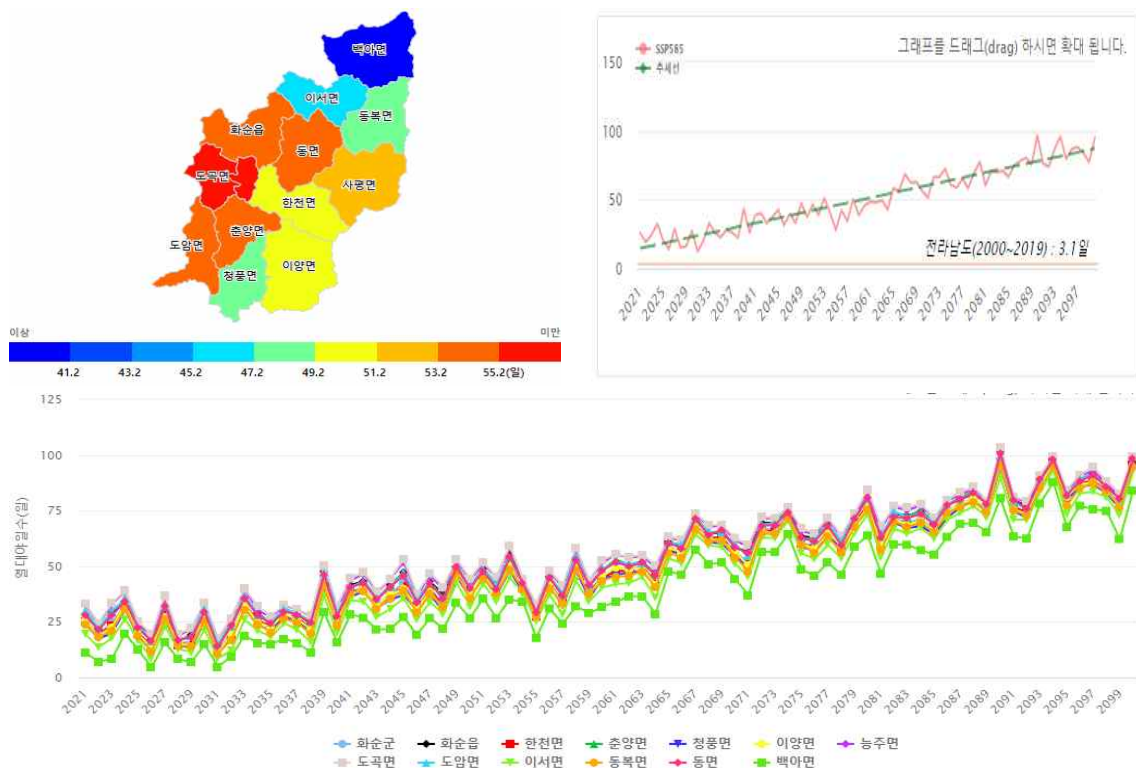 백아면
이서면
동복면
화순읍
동면
도곡면
사평면
한천면
춘양면
도암면
이양면
청풍면
이상 미만
41.2 43.2 45.2 47.2 49.2 51.2 53.2 55.2(일)
SSP585
추세선
그래프를 드래그(drag) 하시면 확대 됩니다.
150
100
50
0
전라남도(2000~2019) : 3.1일
2021 2025 2029 2033 2037 2041 2045 2049 2053 2057 2061 2065 2069 2073 2077 2081 2085 2089 2093 2097
125
100
75
50
25
0
열대야일수(일)
2021 2023 2025 2027 2029 2031 2033 2035 2037 2039 2041 2043 2045 2047 2049 2051 2053 2055 2057 2059 2061 2063 2065 2067 2069 2071 2073 2075 2077 2079 2081 2083 2085 2087 2089 2091 2093 2095 2097 2099
화순군 화순읍 한천면 춘양면 청풍면 이양면 능주면
도곡면 도암면 이서면 동복면 동면 백아면